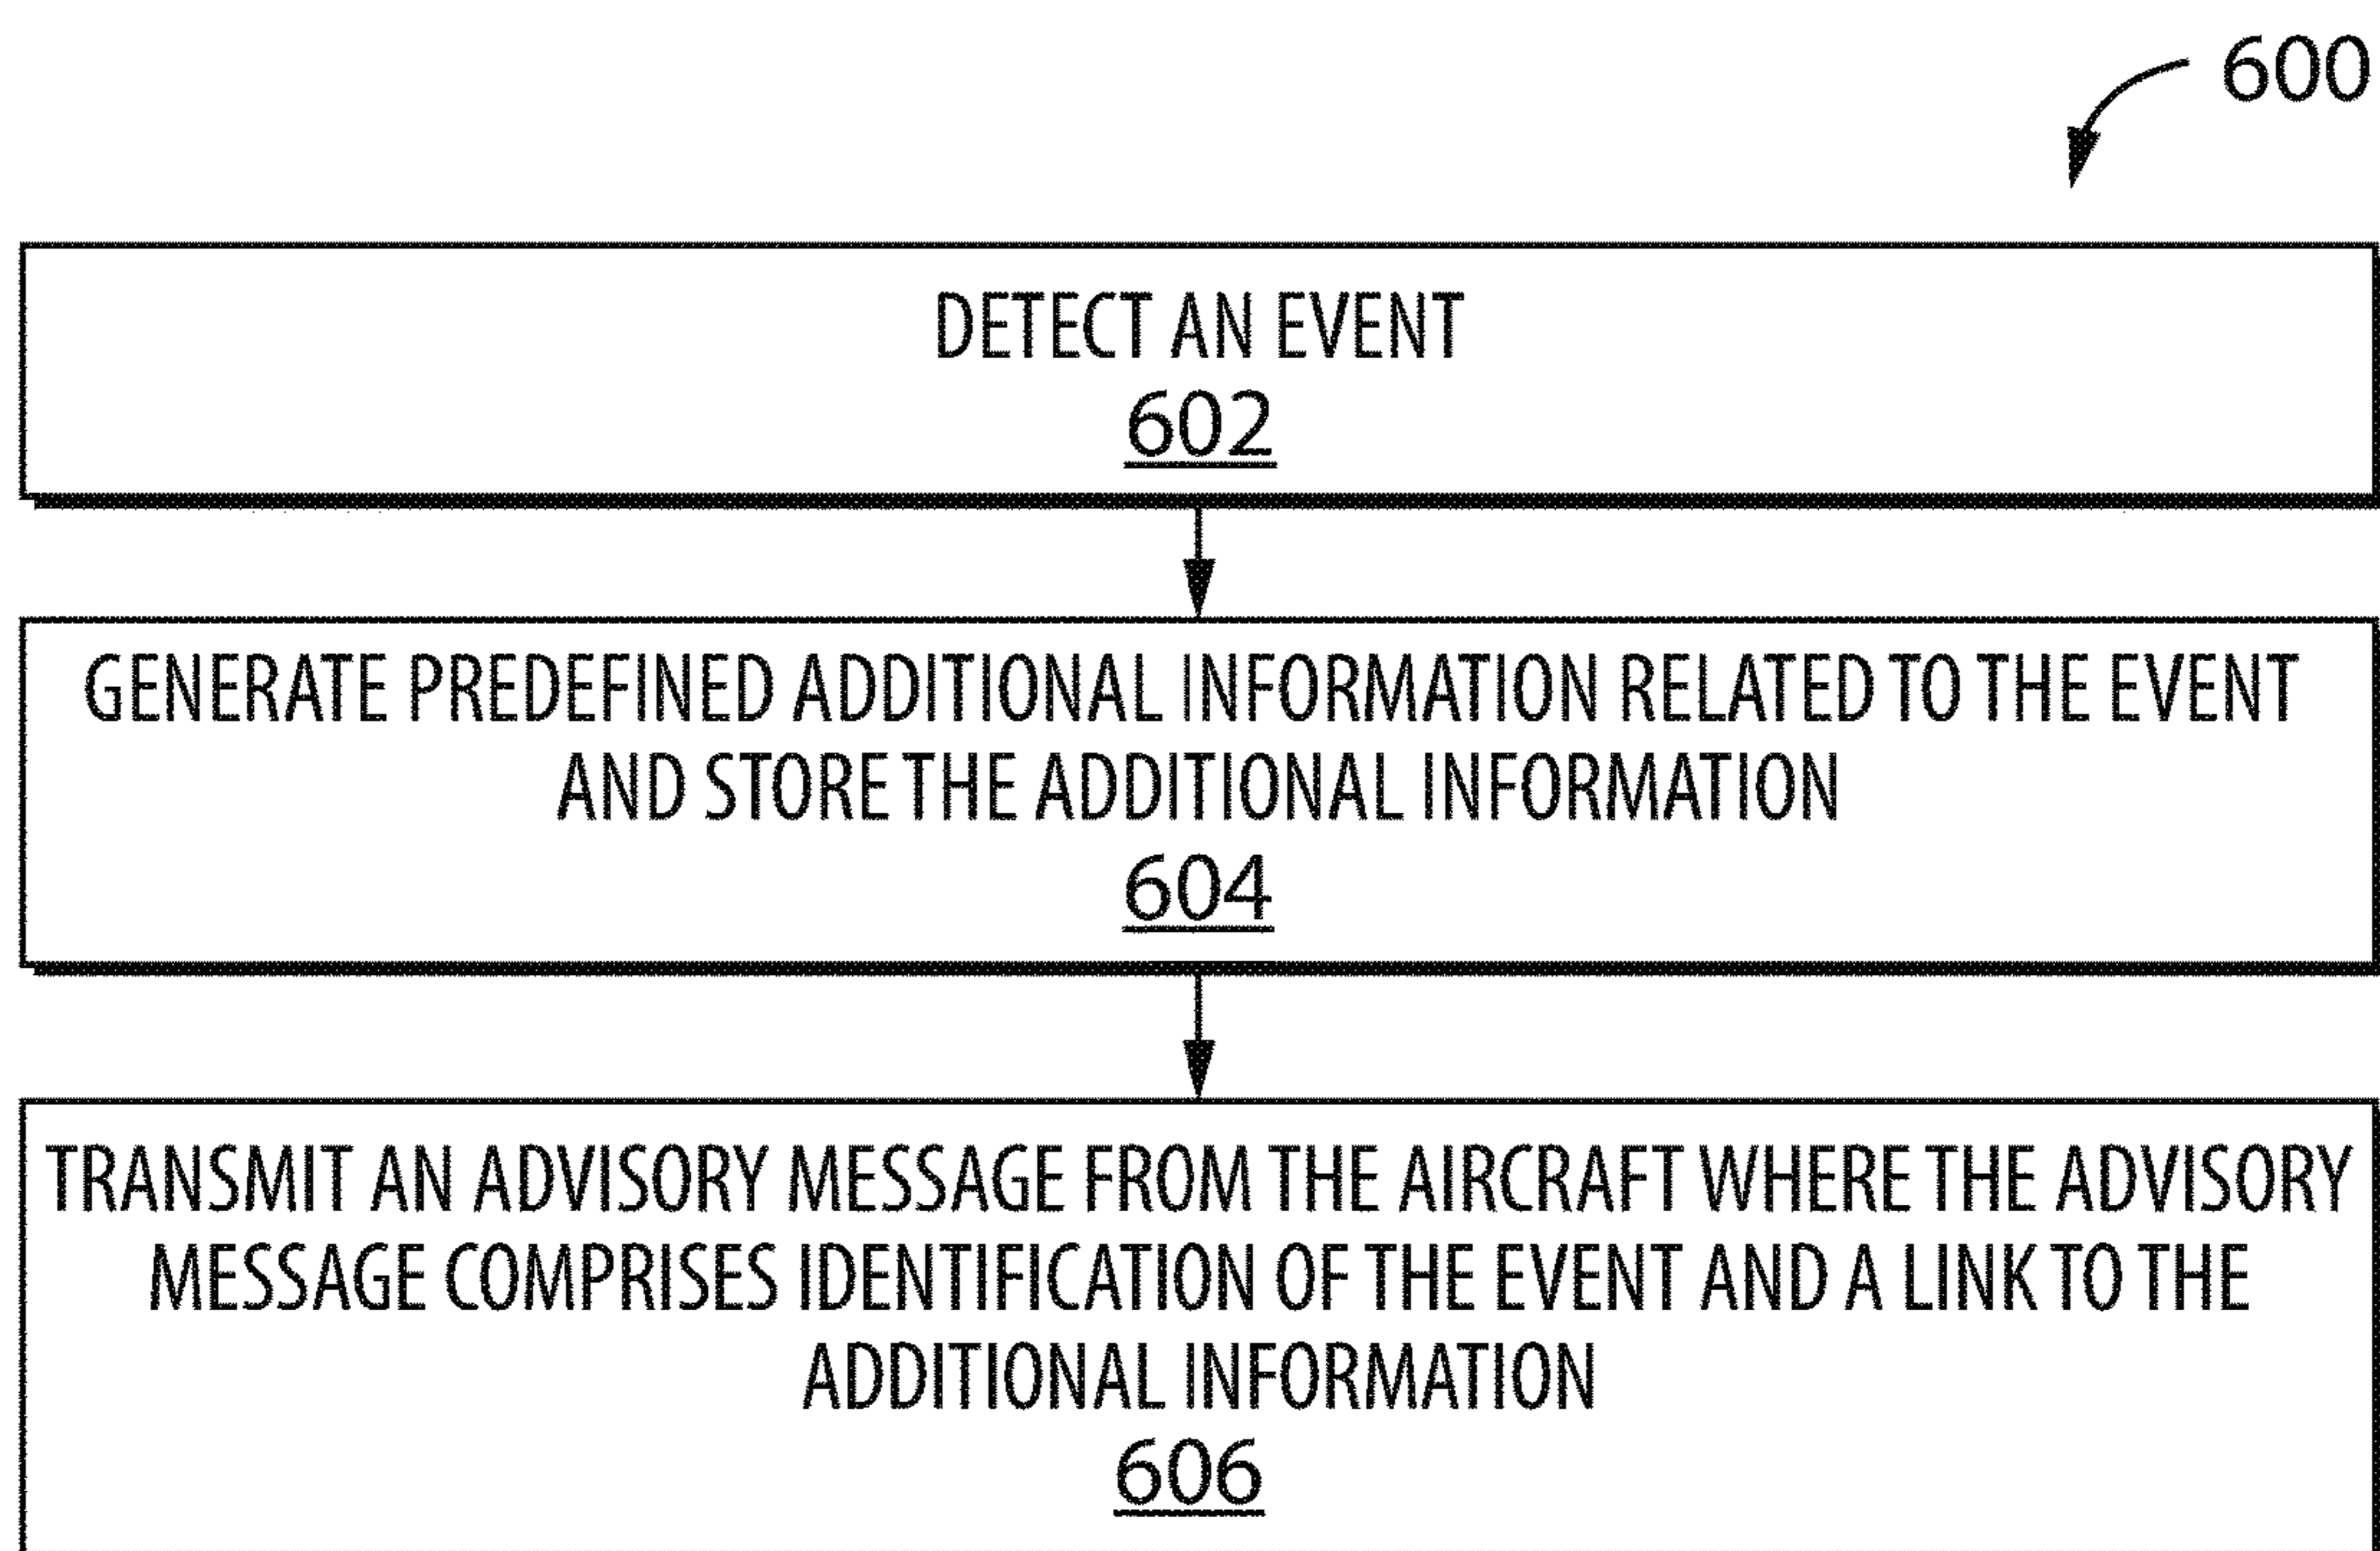 600
DETECT AN EVENT
602
GENERATE PREDEFINED ADDITIONAL INFORMATION RELATED TO THE EVENT
AND STORE THE ADDITIONAL INFORMATION
604
TRANSMIT AN ADVISORY MESSAGE FROM THE AIRCRAFT WHERE THE ADVISORY
MESSAGE COMPRISES IDENTIFICATION OF THE EVENT AND A LINK TO THE
ADDITIONAL INFORMATION
606